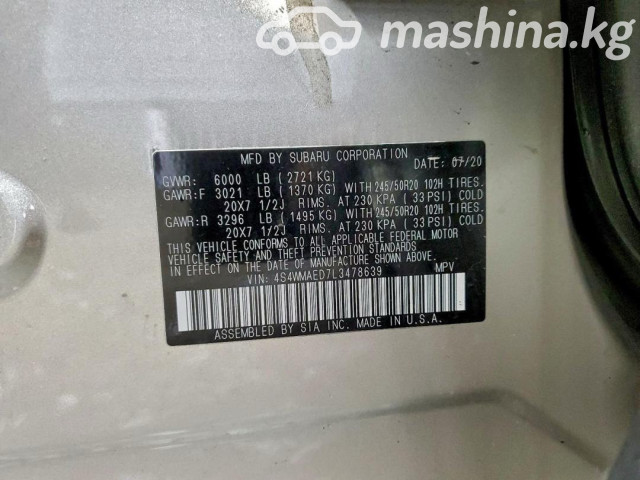 mashina.kg
MFD BY SUBARU CORPORATION DATE: 07/20
GVWR: 6000 LB (2721 KG)
GAWR:F 3021 LB (1370 KG) WITH 245/50R20 102H TIRES.
20X7 1/2J RIMS. AT 230 KPA ( 33 PSI) COLD
GAWR:R 3296 LB (1495 KG) WITH 245/50R20 102H TIRES.
20X7 1/2J RIMS. AT 230 KPA ( 33 PSI) COLD
THIS VEHICLE CONFORMS TO ALL APPLICABLE FEDERAL MOTOR
VEHICLE SAFETY AND THEFT PREVENTION STANDARDS
IN EFFECT ON THE DATE OF MANUFACTURE SHOWN ABOVE.
VIN: 4S4WMAED7L3478639 MPV
ASSEMBLED BY SIA INC. MADE IN U.S.A.